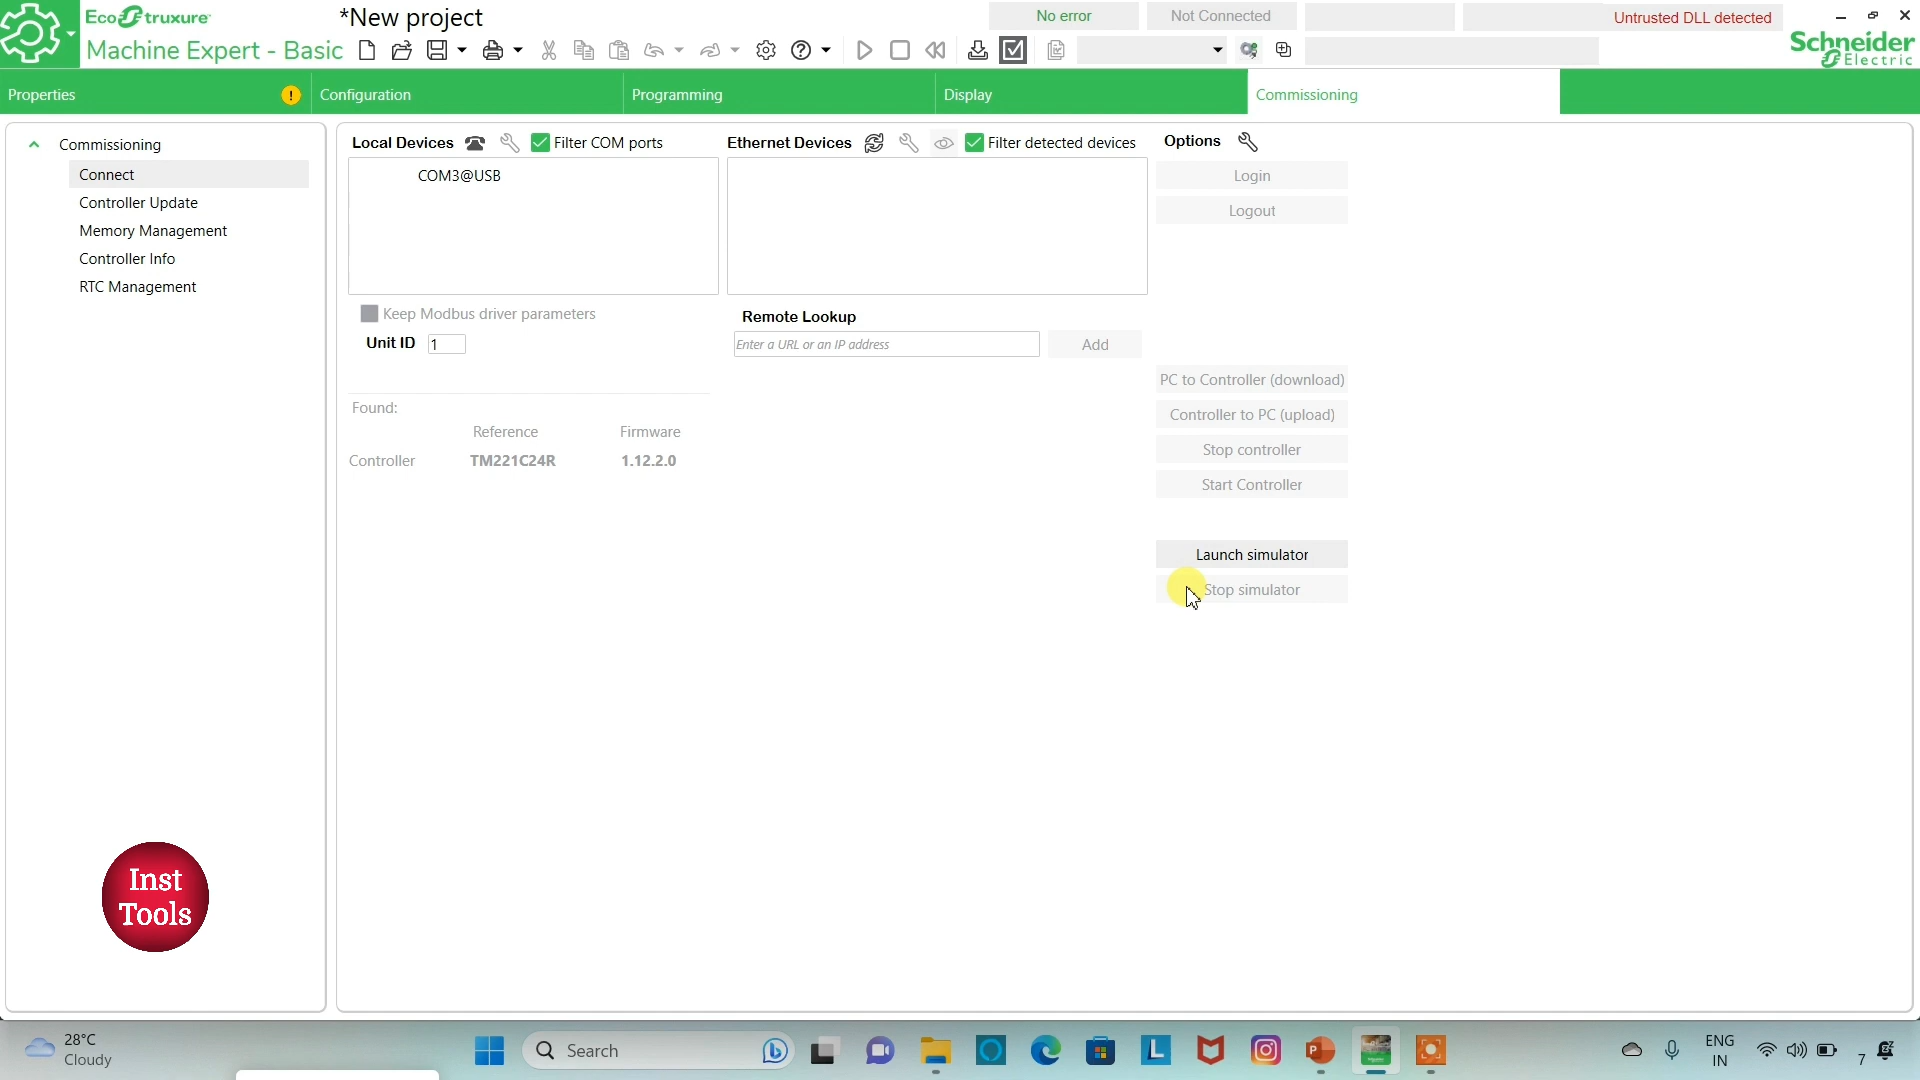 EcoStruxure
Machine Expert - Basic
*New project
No error
Not Connected
Untrusted DLL detected
Schneider
Electric
Properties
Configuration
Programming
Display
Commissioning
Commissioning
Connect
Controller Update
Memory Management
Controller Info
RTC Management
Local Devices
Filter COM ports
COM3@USB
Keep Modbus driver parameters
Unit ID 1
Found:
Reference Firmware
Controller TM221C24R 1.12.2.0
Ethernet Devices
Filter detected devices
Remote Lookup
Enter a URL or an IP address
Add
Options
Login
Logout
PC to Controller (download)
Controller to PC (upload)
Stop controller
Start Controller
Launch simulator
Stop simulator
Inst
Tools
28°C
Cloudy
Search
ENG
IN
7